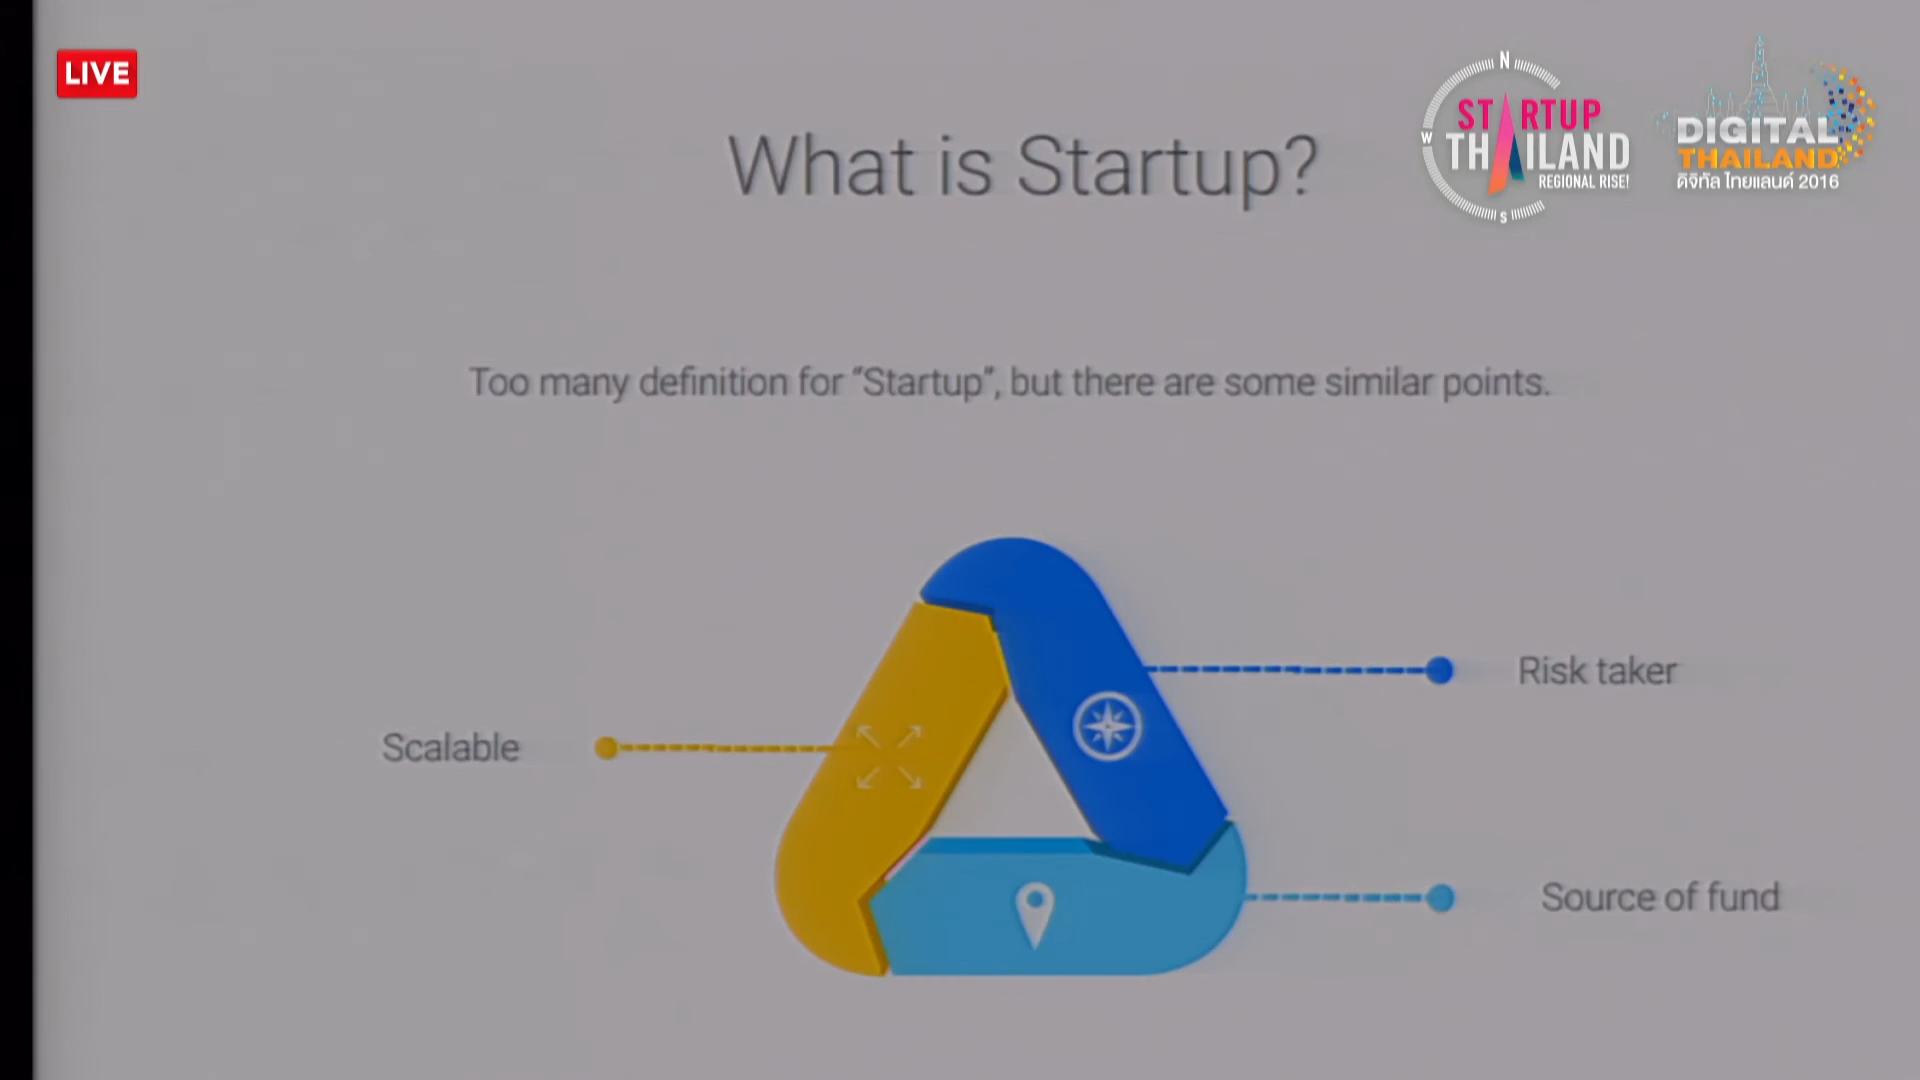 LIVE
N
W
S
STARTUP
THAILAND
REGIONAL RISE!
DIGITAL
THAILAND
ดิจิทัล ไทยแลนด์ 2016
What is Startup?
Too many definition for “Startup”, but there are some similar points.
Risk taker
Scalable
Source of fund